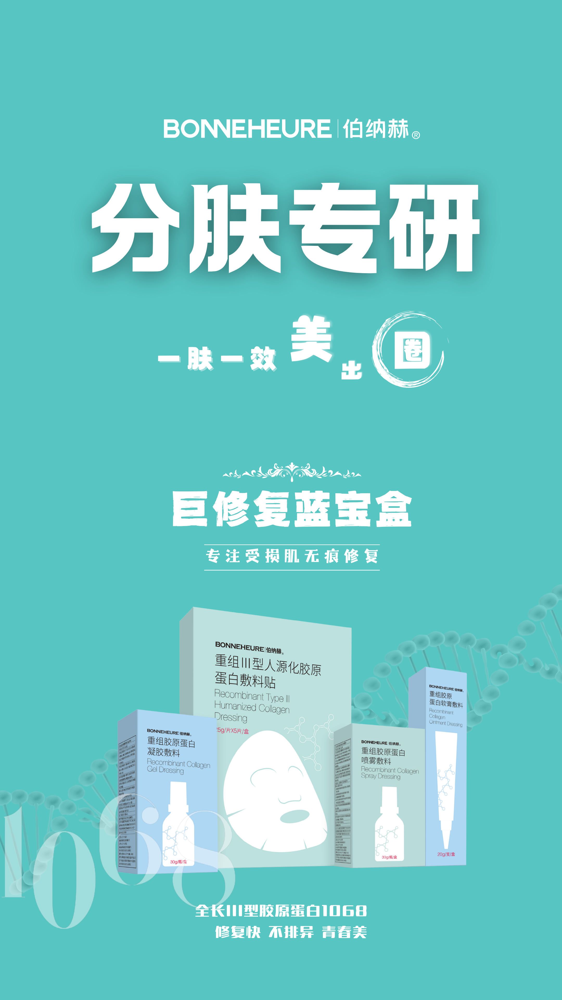 BONNEHEURE 伯纳赫®
分肤专研
一肤一效美出圈
巨修复蓝宝盒
专注受损肌无痕修复
BONNEHEURE 伯纳赫®
重组III型人源化胶原
蛋白敷料贴
Recombinant Type III
Humanized Collagen
Dressing
25g/片X5片/盒
BONNEHEURE 伯纳赫®
重组胶原
蛋白软膏敷料
Recombinant
Collagen
Ointment Dressing
20g/支/盒
BONNEHEURE 伯纳赫®
重组胶原蛋白
凝胶敷料
Recombinant Collagen
Gel Dressing
30g/瓶/盒
BONNEHEURE 伯纳赫®
重组胶原蛋白
喷雾敷料
Recombinant Collagen
Spray Dressing
30g/瓶/盒
1068
全长III型胶原蛋白1068
修复快 不排异 青春美